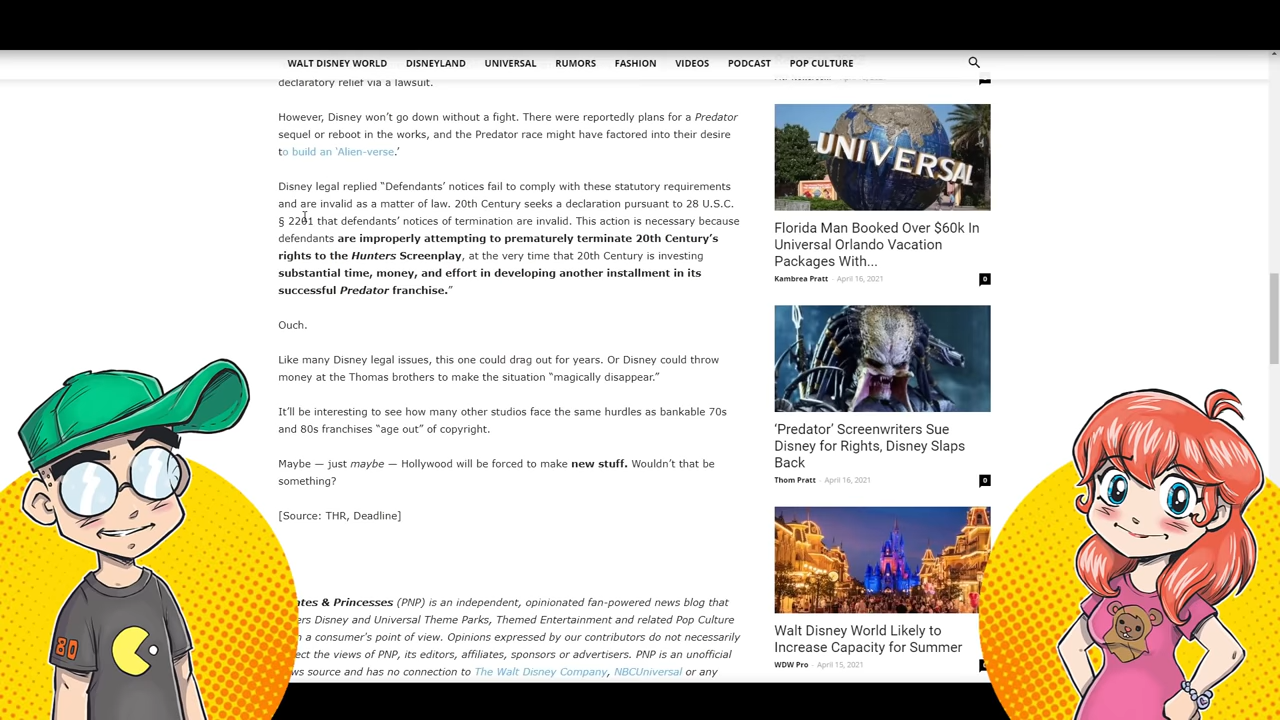 WALT DISNEY WORLD DISNEYLAND UNIVERSAL RUMORS FASHION VIDEOS PODCAST POP CULTURE
declaratory relief via a lawsuit.
However, Disney won't go down without a fight. There were reportedly plans for a Predator
sequel or reboot in the works, and the Predator race might have factored into their desire
to build an 'Alien-verse.'
Disney legal replied “Defendants’ notices fail to comply with these statutory requirements
and are invalid as a matter of law. 20th Century seeks a declaration pursuant to 28 U.S.C.
§ 2201 that defendants’ notices of termination are invalid. This action is necessary because
defendants are improperly attempting to prematurely terminate 20th Century’s
rights to the Hunters Screenplay, at the very time that 20th Century is investing
substantial time, money, and effort in developing another installment in its
successful Predator franchise.”
Ouch.
Like many Disney legal issues, this one could drag out for years. Or Disney could throw
money at the Thomas brothers to make the situation “magically disappear.”
It’ll be interesting to see how many other studios face the same hurdles as bankable 70s
and 80s franchises “age out” of copyright.
Maybe — just maybe — Hollywood will be forced to make new stuff. Wouldn’t that be
something?
[Source: THR, Deadline]
& Princesses (PNP) is an independent, opinionated fan-powered news blog that
Disney and Universal Theme Parks, Themed Entertainment and related Pop Culture
a consumer's point of view. Opinions expressed by our contributors do not necessarily
the views of PNP, its editors, affiliates, sponsors or advertisers. PNP is an unofficial
source and has no connection to The Walt Disney Company, NBCUniversal or any
UNIVERSAL
Florida Man Booked Over $60k In
Universal Orlando Vacation
Packages With...
Kambrea Pratt - April 16, 2021 0
‘Predator’ Screenwriters Sue
Disney for Rights, Disney Slaps
Back
Thom Pratt - April 16, 2021 0
Walt Disney World Likely to
Increase Capacity for Summer
WDW Pro - April 15, 2021
80